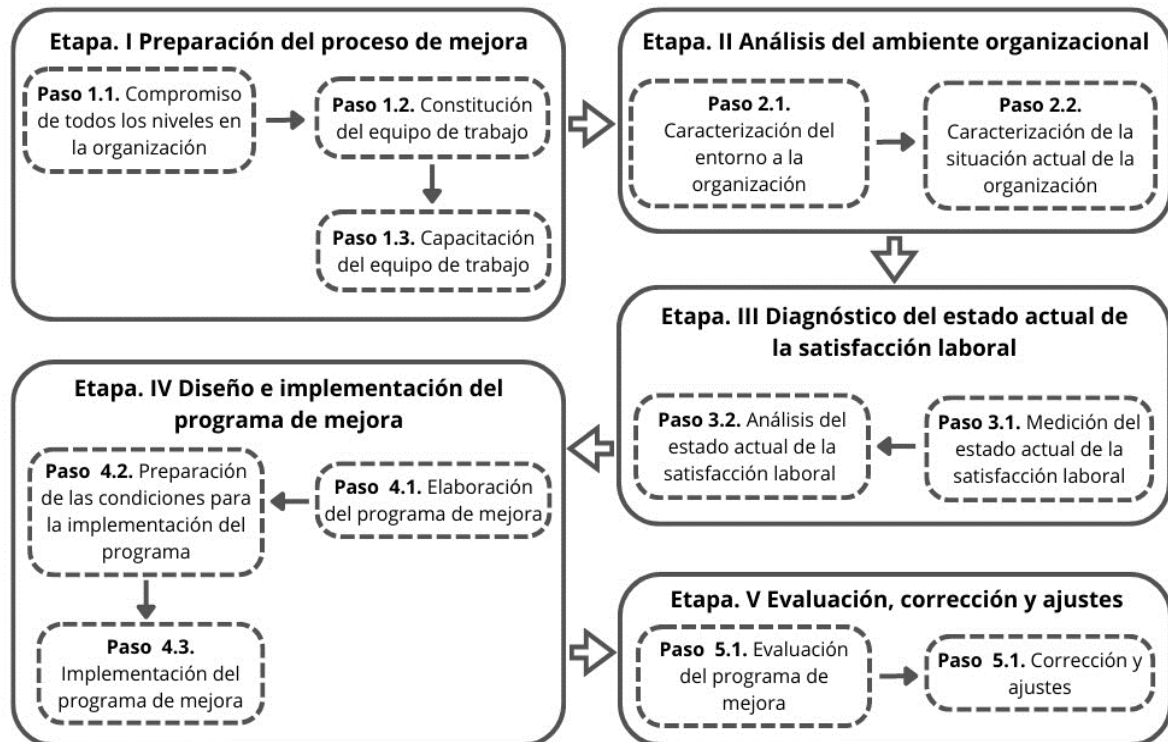 Etapa. I Preparación del proceso de mejora
Paso 1.1. Compromiso
de todos los niveles en
la organización
Paso 1.2. Constitución
del equipo de trabajo
Paso 1.3. Capacitación
del equipo de trabajo
Etapa. II Análisis del ambiente organizacional
Paso 2.1.
Caracterización del
entorno a la
organización
Paso 2.2.
Caracterización de la
situación actual de la
organización
Etapa. III Diagnóstico del estado actual de
la satisfacción laboral
Paso 3.1. Medición del
estado actual de la
satisfacción laboral
Paso 3.2. Análisis del
estado actual de la
satisfacción laboral
Etapa. IV Diseño e implementación del
programa de mejora
Paso 4.1. Elaboración
del programa de mejora
Paso 4.2. Preparación
de las condiciones para
la implementación del
programa
Paso 4.3.
Implementación del
programa de mejora
Etapa. V Evaluación, corrección y ajustes
Paso 5.1. Evaluación
del programa de
mejora
Paso 5.1. Corrección y
ajustes